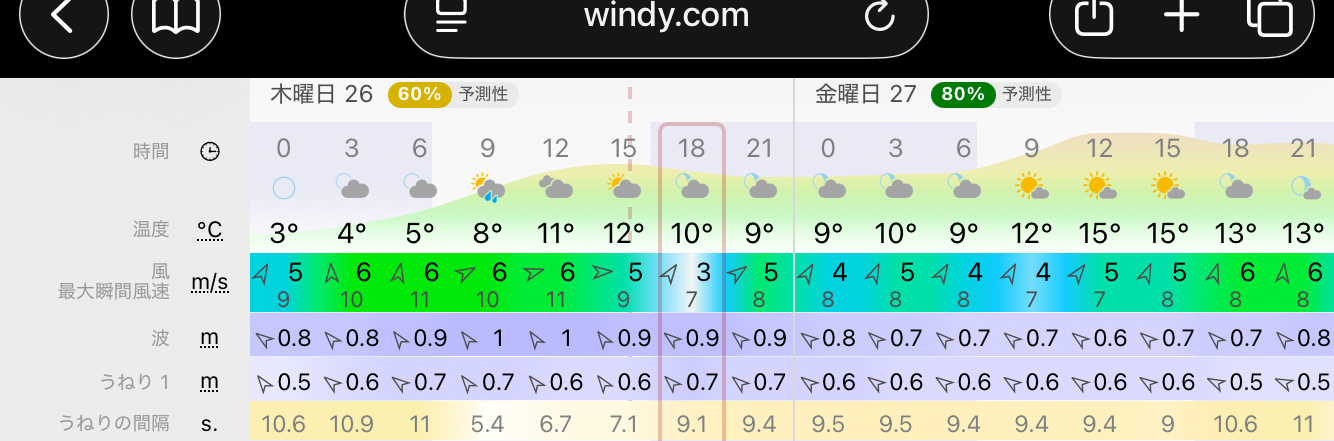 windy.com
木曜日 26 60% 予測性 金曜日 27 80% 予測性
時間 0 3 6 9 12 15 18 21 0 3 6 9 12 15 18 21
温度 °C 3° 4° 5° 8° 11° 12° 10° 9° 9° 10° 9° 12° 15° 15° 13° 13°
風 m/s 5 6 6 6 6 5 3 5 4 5 4 4 5 5 6 6
最大瞬間風速 9 10 11 10 11 9 7 8 8 8 8 7 7 8 8 8
波 m 0.8 0.8 0.9 1 1 0.9 0.9 0.9 0.8 0.7 0.7 0.7 0.6 0.7 0.7 0.8
うねり 1 m 0.5 0.6 0.7 0.7 0.6 0.6 0.7 0.7 0.6 0.6 0.6 0.6 0.6 0.6 0.5 0.5
うねりの間隔 s. 10.6 10.9 11 5.4 6.7 7.1 9.1 9.4 9.5 9.5 9.4 9.4 9.4 9 10.6 11